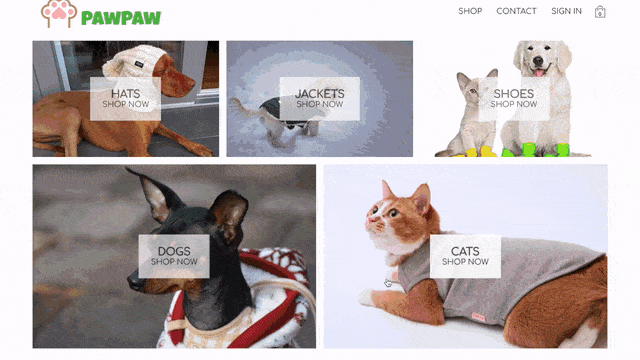 PAWPAW
SHOP CONTACT SIGN IN 0
HATS
SHOP NOW
JACKETS
SHOP NOW
SHOES
SHOP NOW
DOGS
SHOP NOW
CATS
SHOP NOW